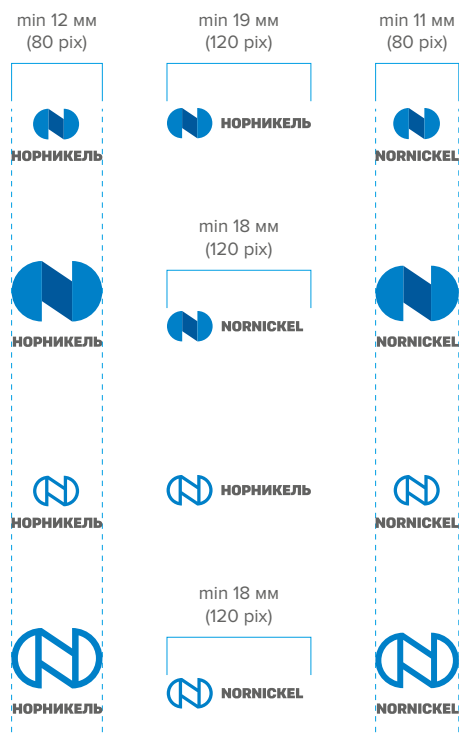 min 12 мм
(80 pix)
min 19 мм
(120 pix)
min 11 мм
(80 pix)
НОРНИКЕЛЬ
НОРНИКЕЛЬ
NORNICKEL
min 18 мм
(120 pix)
НОРНИКЕЛЬ
NORNICKEL
NORNICKEL
НОРНИКЕЛЬ
НОРНИКЕЛЬ
NORNICKEL
min 18 мм
(120 pix)
НОРНИКЕЛЬ
NORNICKEL
NORNICKEL